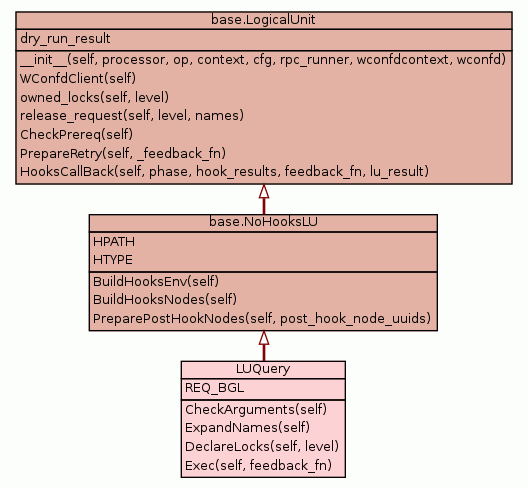 base.LogicalUnit
dry_run_result
__init__(self, processor, op, context, cfg, rpc_runner, wconfdcontext, wconfd)
WConfdClient(self)
owned_locks(self, level)
release_request(self, level, names)
CheckPrereq(self)
PrepareRetry(self, _feedback_fn)
HooksCallBack(self, phase, hook_results, feedback_fn, lu_result)
base.NoHooksLU
HPATH
HTYPE
BuildHooksEnv(self)
BuildHooksNodes(self)
PreparePostHookNodes(self, post_hook_node_uuids)
LUQuery
REQ_BGL
CheckArguments(self)
ExpandNames(self)
DeclareLocks(self, level)
Exec(self, feedback_fn)